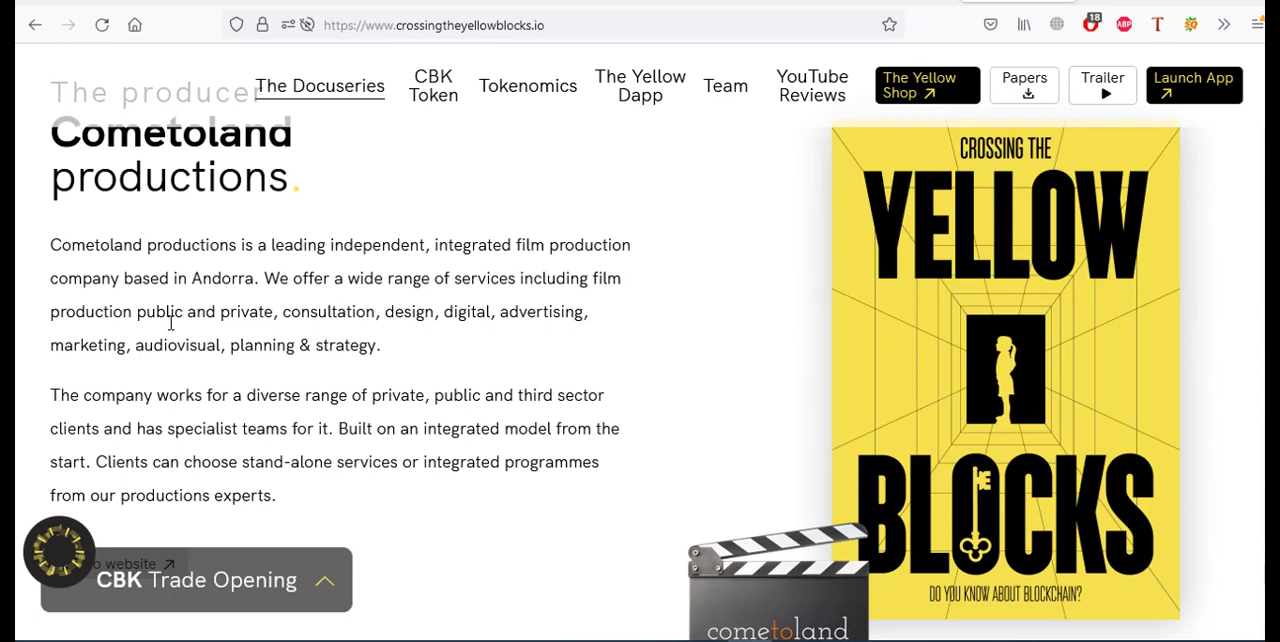 https://www.crossingtheyellowblocks.io
18
ABP
T
The Docuseries
CBK
Token
Tokenomics
The Yellow
Dapp
Team
YouTube
Reviews
The Yellow
Shop ↗
Papers
Trailer
Launch App
↗
The producer
Cometoland
productions.
Cometoland productions is a leading independent, integrated film production
company based in Andorra. We offer a wide range of services including film
production public and private, consultation, design, digital, advertising,
marketing, audiovisual, planning & strategy.
The company works for a diverse range of private, public and third sector
clients and has specialist teams for it. Built on an integrated model from the
start. Clients can choose stand-alone services or integrated programmes
from our productions experts.
website ↗
CBK Trade Opening
CROSSING THE
YELLOW
BLOCKS
DO YOU KNOW ABOUT BLOCKCHAIN?
cometoland